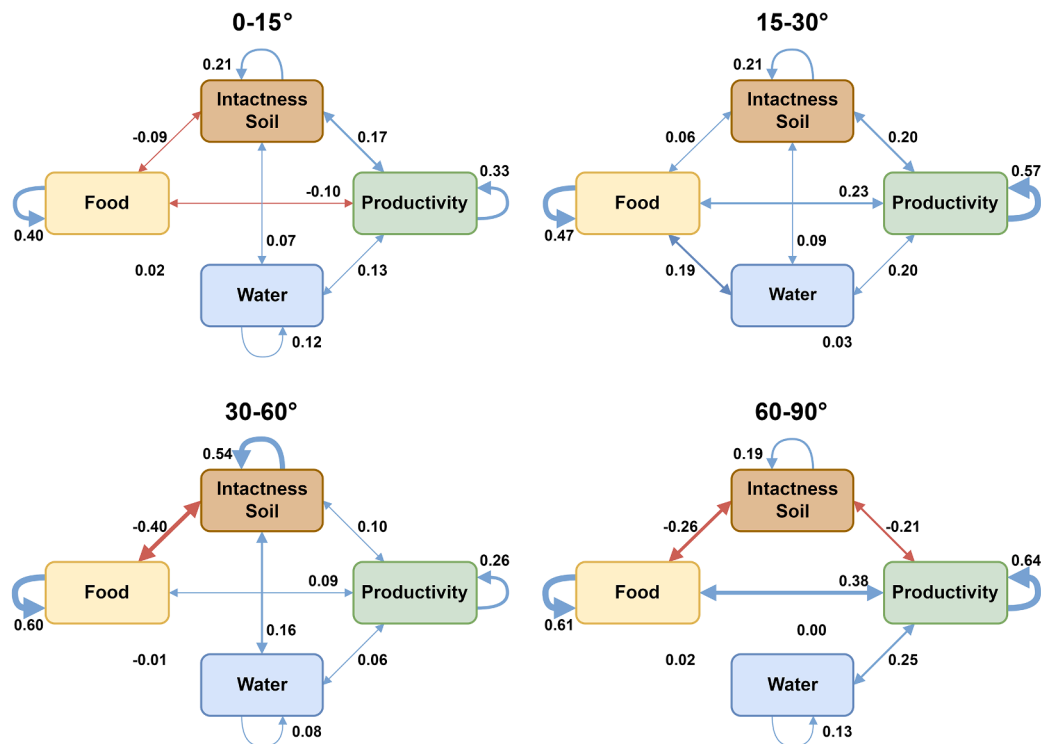 0-15°
0.21
Intactness
Soil
-0.09
0.17
Food
-0.10
Productivity
0.33
0.40
0.07
0.02
0.13
Water
0.12
15-30°
0.21
Intactness
Soil
0.06
0.20
Food
0.23
Productivity
0.57
0.47
0.09
0.19
0.20
Water
0.03
30-60°
0.54
Intactness
Soil
-0.40
0.10
Food
0.09
Productivity
0.26
0.60
0.16
-0.01
0.06
Water
0.08
60-90°
0.19
Intactness
Soil
-0.26
-0.21
Food
0.38
Productivity
0.64
0.61
0.00
0.02
0.25
Water
0.13